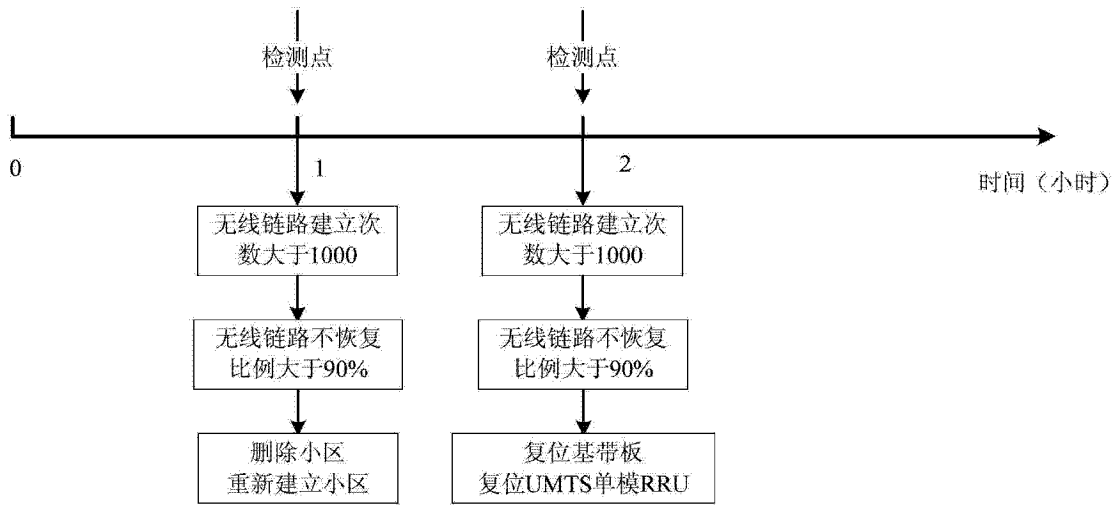 检测点
检测点
0
1
2
时间（小时）
无线链路建立次
数大于1000
无线链路建立次
数大于1000
无线链路不恢复
比例大于90%
无线链路不恢复
比例大于90%
删除小区
重新建立小区
复位基带板
复位UMTS单模RRU